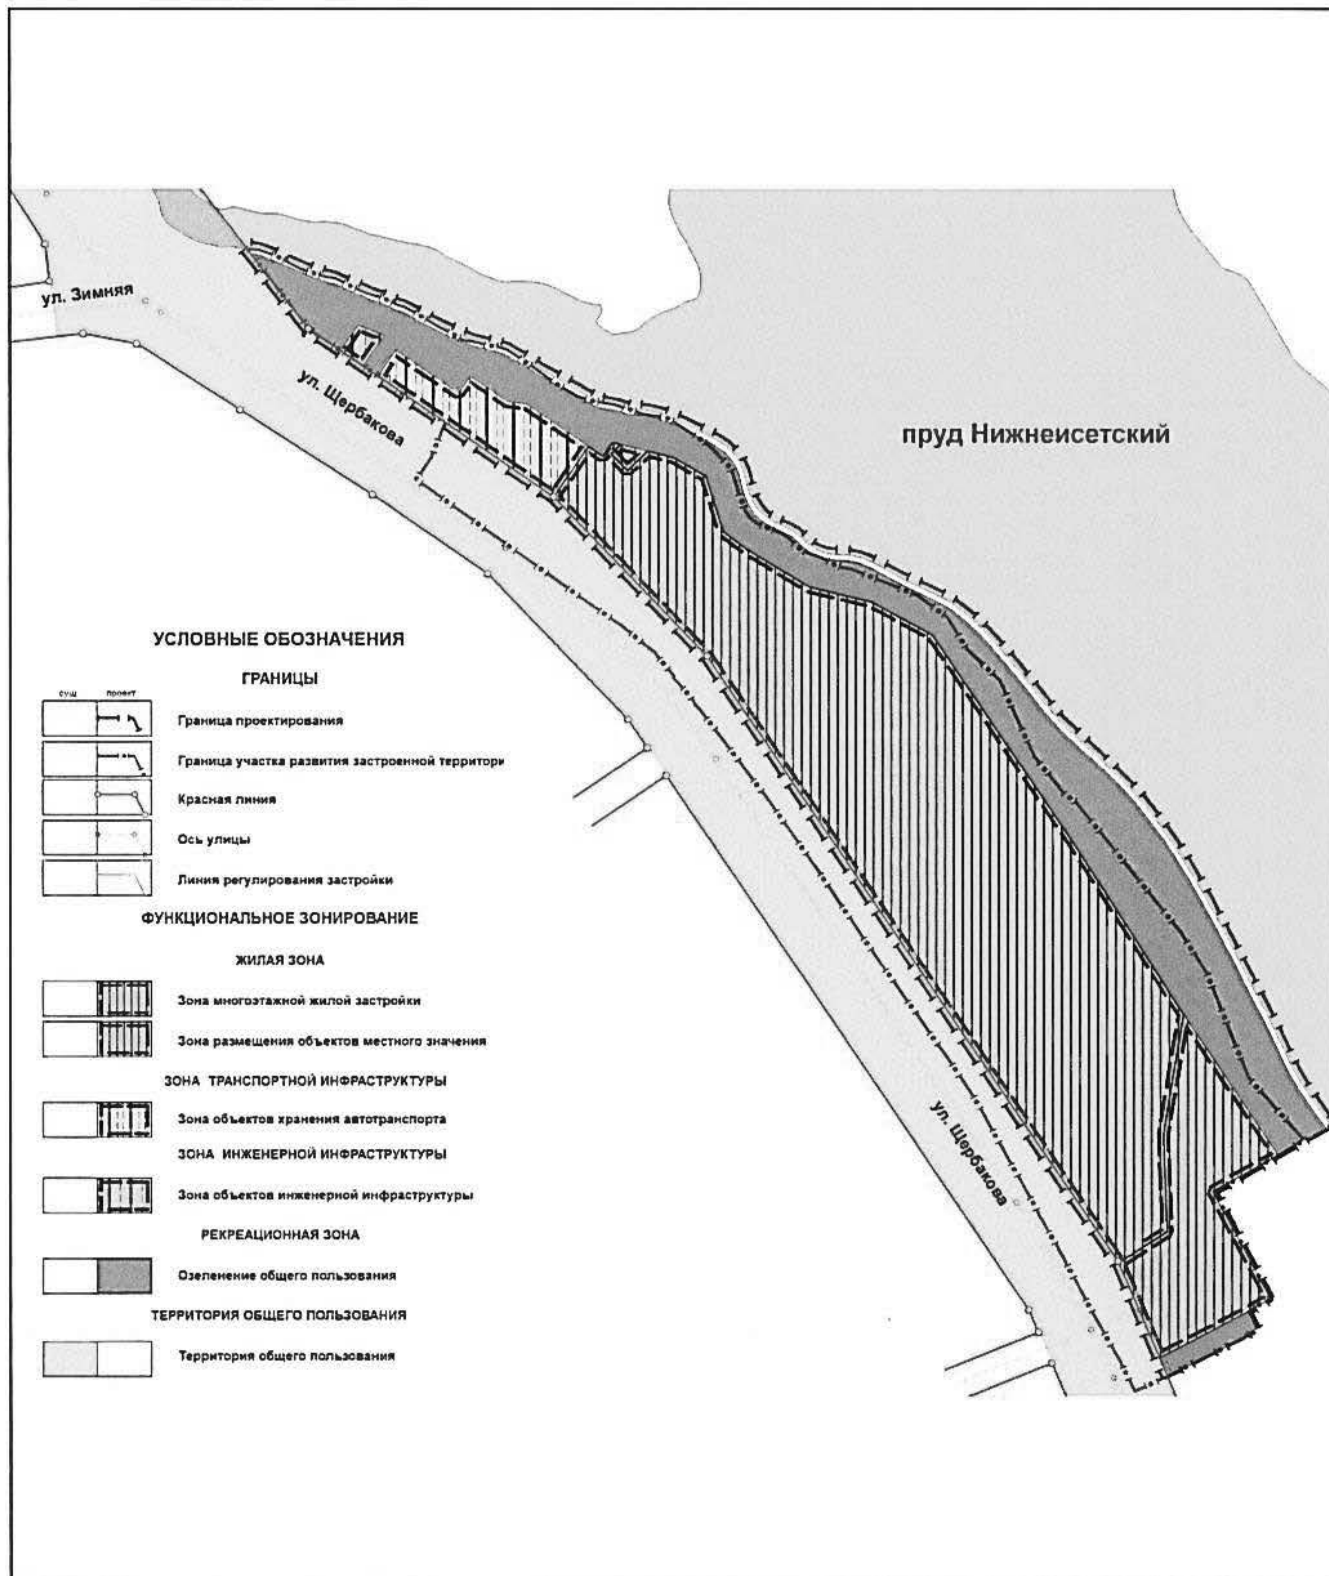 ул. Зимняя
ул. Щербакова
пруд Нижнеисетский
УСЛОВНЫЕ ОБОЗНАЧЕНИЯ
ГРАНИЦЫ
сущ проект
Граница проектирования
Граница участка развития застроенной территори
Красная линия
Ось улицы
Линия регулирования застройки
ФУНКЦИОНАЛЬНОЕ ЗОНИРОВАНИЕ
ЖИЛАЯ ЗОНА
Зона многоэтажной жилой застройки
Зона размещения объектов местного значения
ЗОНА ТРАНСПОРТНОЙ ИНФРАСТРУКТУРЫ
Зона объектов хранения автотранспорта
ЗОНА ИНЖЕНЕРНОЙ ИНФРАСТРУКТУРЫ
Зона объектов инженерной инфраструктуры
РЕКРЕАЦИОННАЯ ЗОНА
Озеленение общего пользования
ТЕРРИТОРИЯ ОБЩЕГО ПОЛЬЗОВАНИЯ
Территория общего пользования
ул. Щербакова